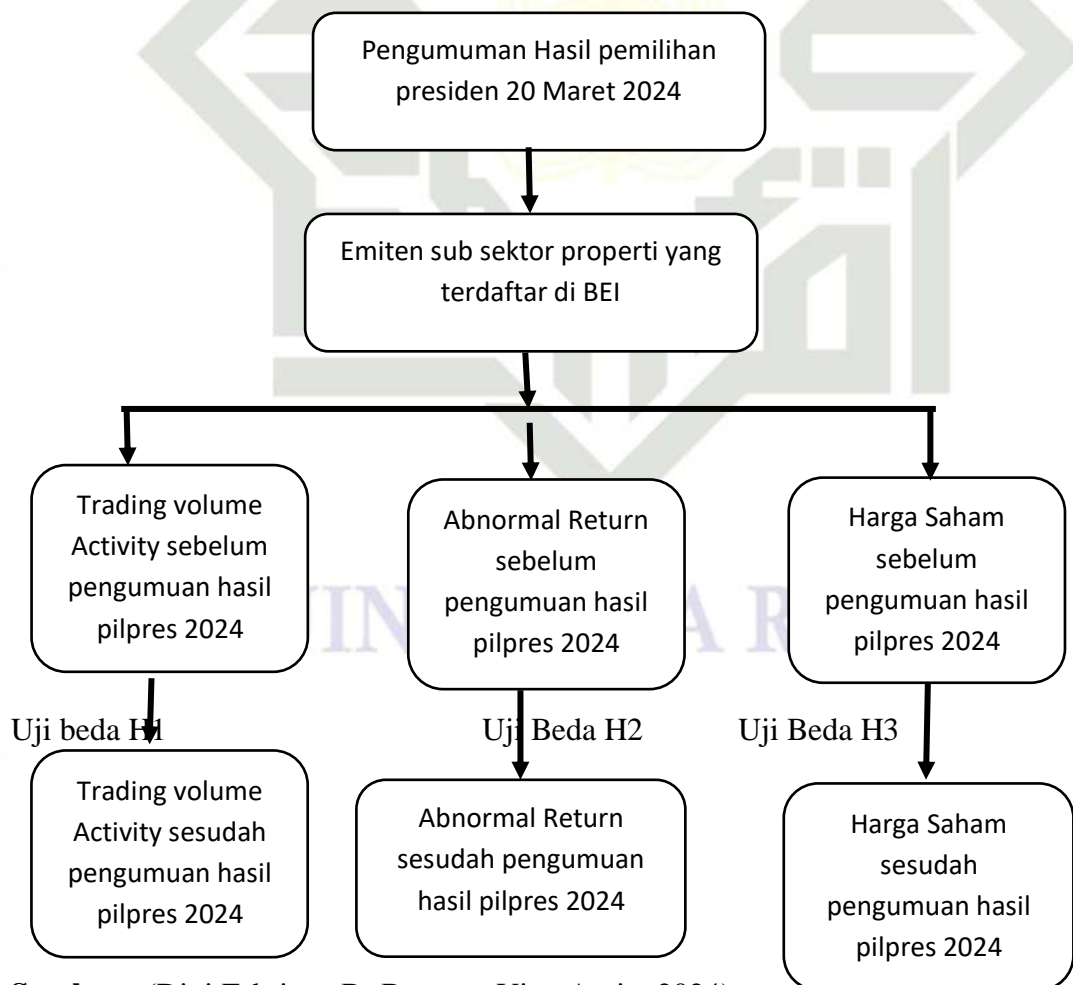 Pengumuman Hasil pemilihan
presiden 20 Maret 2024
Emiten sub sektor properti yang
terdaftar di BEI
Trading volume
Activity sebelum
pengumuan hasil
pilpres 2024
Abnormal Return
sebelum
pengumuan hasil
pilpres 2024
Harga Saham
sebelum
pengumuan hasil
pilpres 2024
Uji beda H1
Uji Beda H2
Uji Beda H3
Trading volume
Activity sesudah
pengumuan hasil
pilpres 2024
Abnormal Return
sesudah pengumuan
hasil pilpres 2024
Harga Saham
sesudah
pengumuan hasil
pilpres 2024